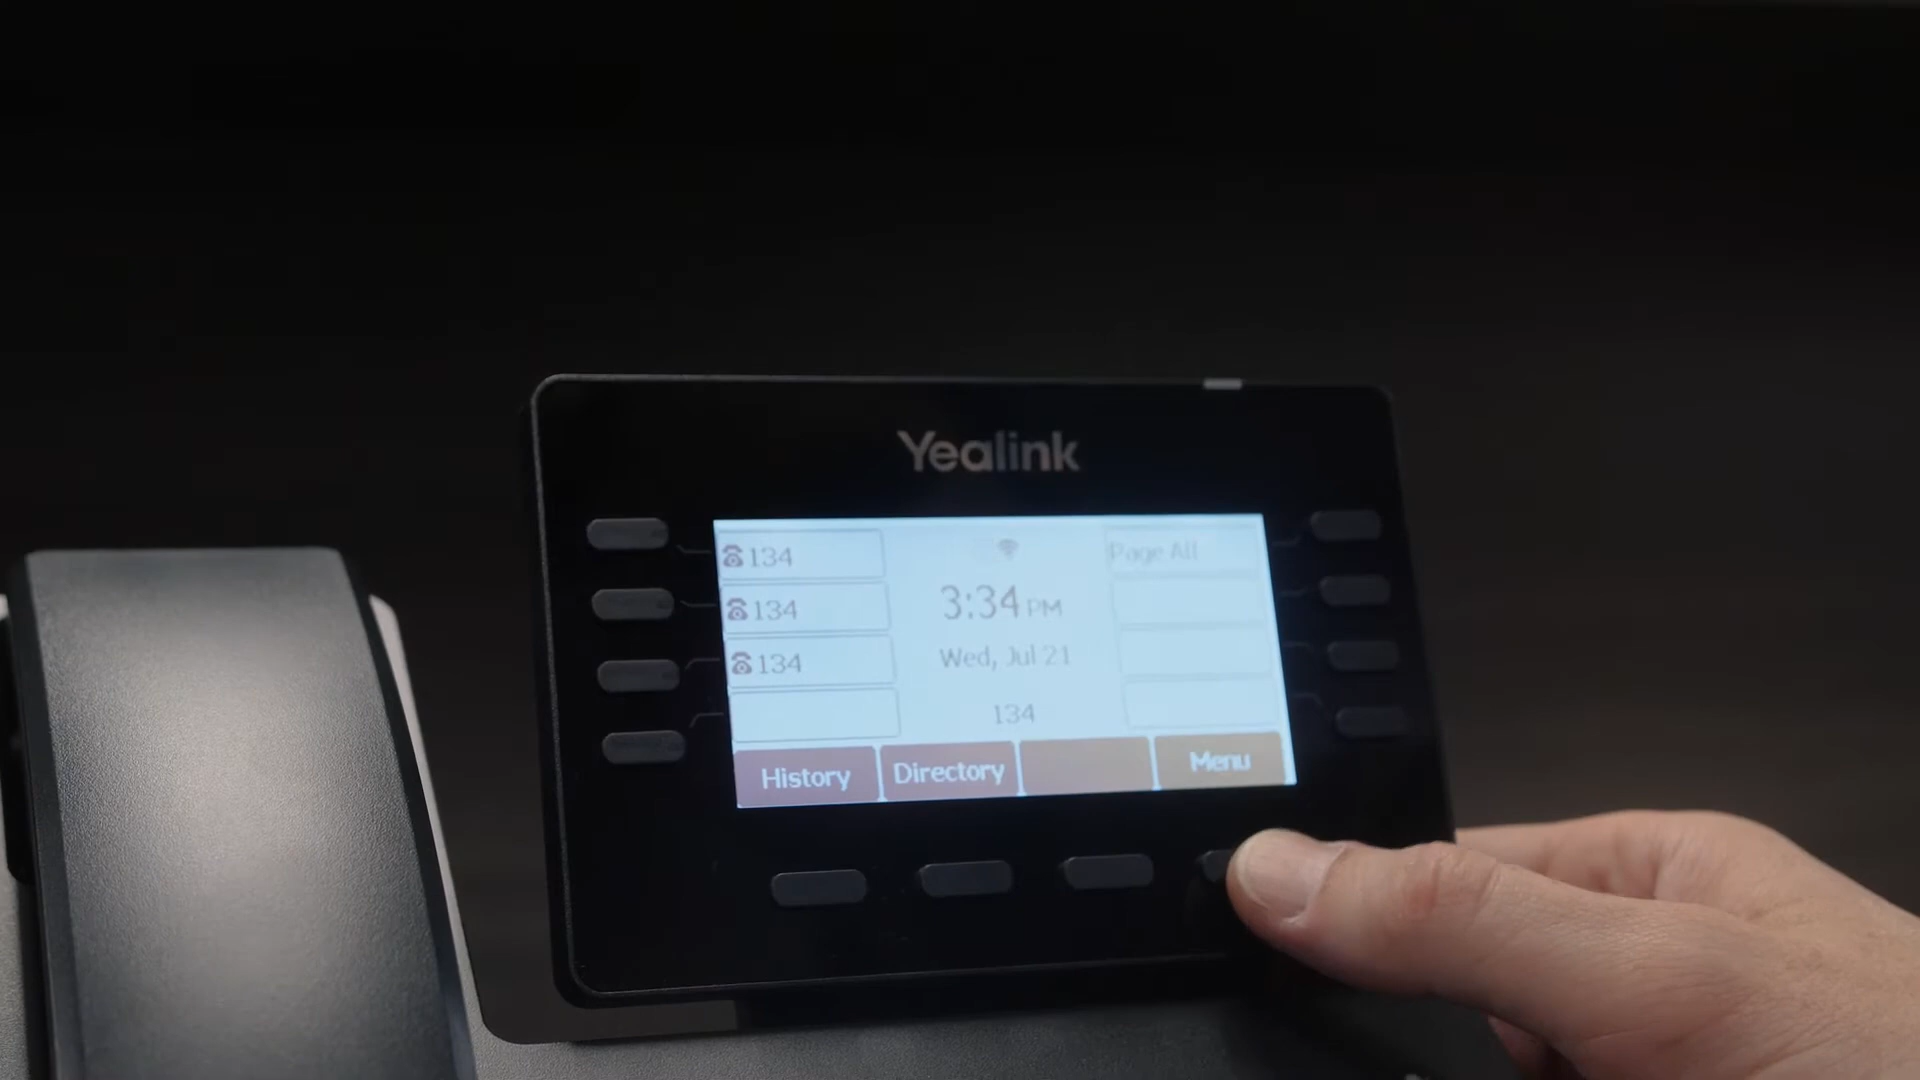 Yealink
134
134
134
3:34 PM
Wed, Jul 21
134
Page All
History
Directory
Menu